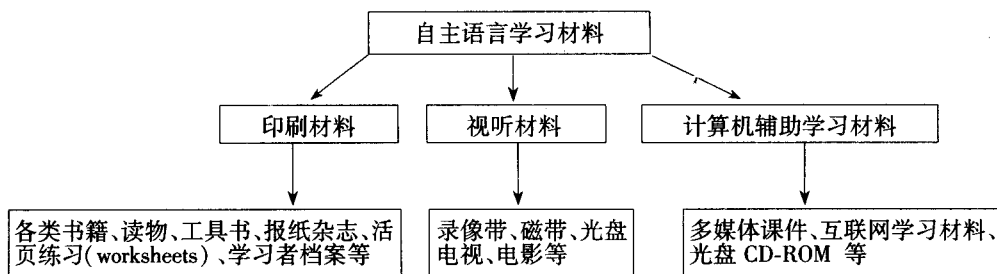 自主语言学习材料
印刷材料
视听材料
计算机辅助学习材料
各类书籍、读物、工具书、报纸杂志、活
页练习(worksheets)、学习者档案等
录像带、磁带、光盘
电视、电影等
多媒体课件、互联网学习材料、
光盘 CD-ROM 等